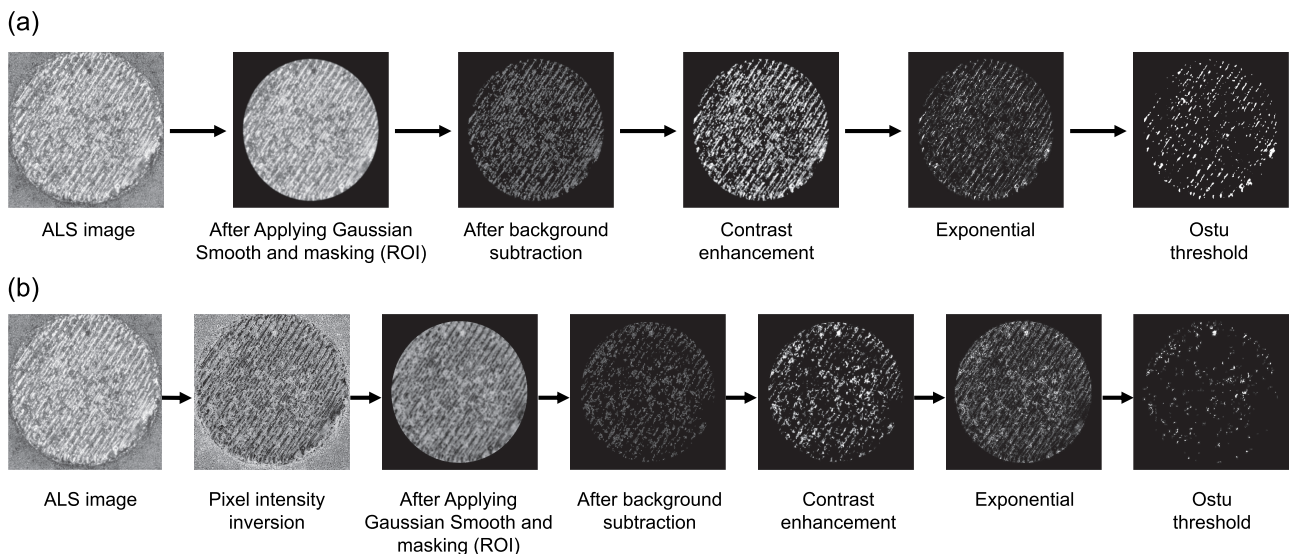 (a)
ALS image
After Applying Gaussian
Smooth and masking (ROI)
After background
subtraction
Contrast
enhancement
Exponential
Ostu
threshold
(b)
ALS image
Pixel intensity
inversion
After Applying
Gaussian Smooth and
masking (ROI)
After background
subtraction
Contrast
enhancement
Exponential
Ostu
threshold